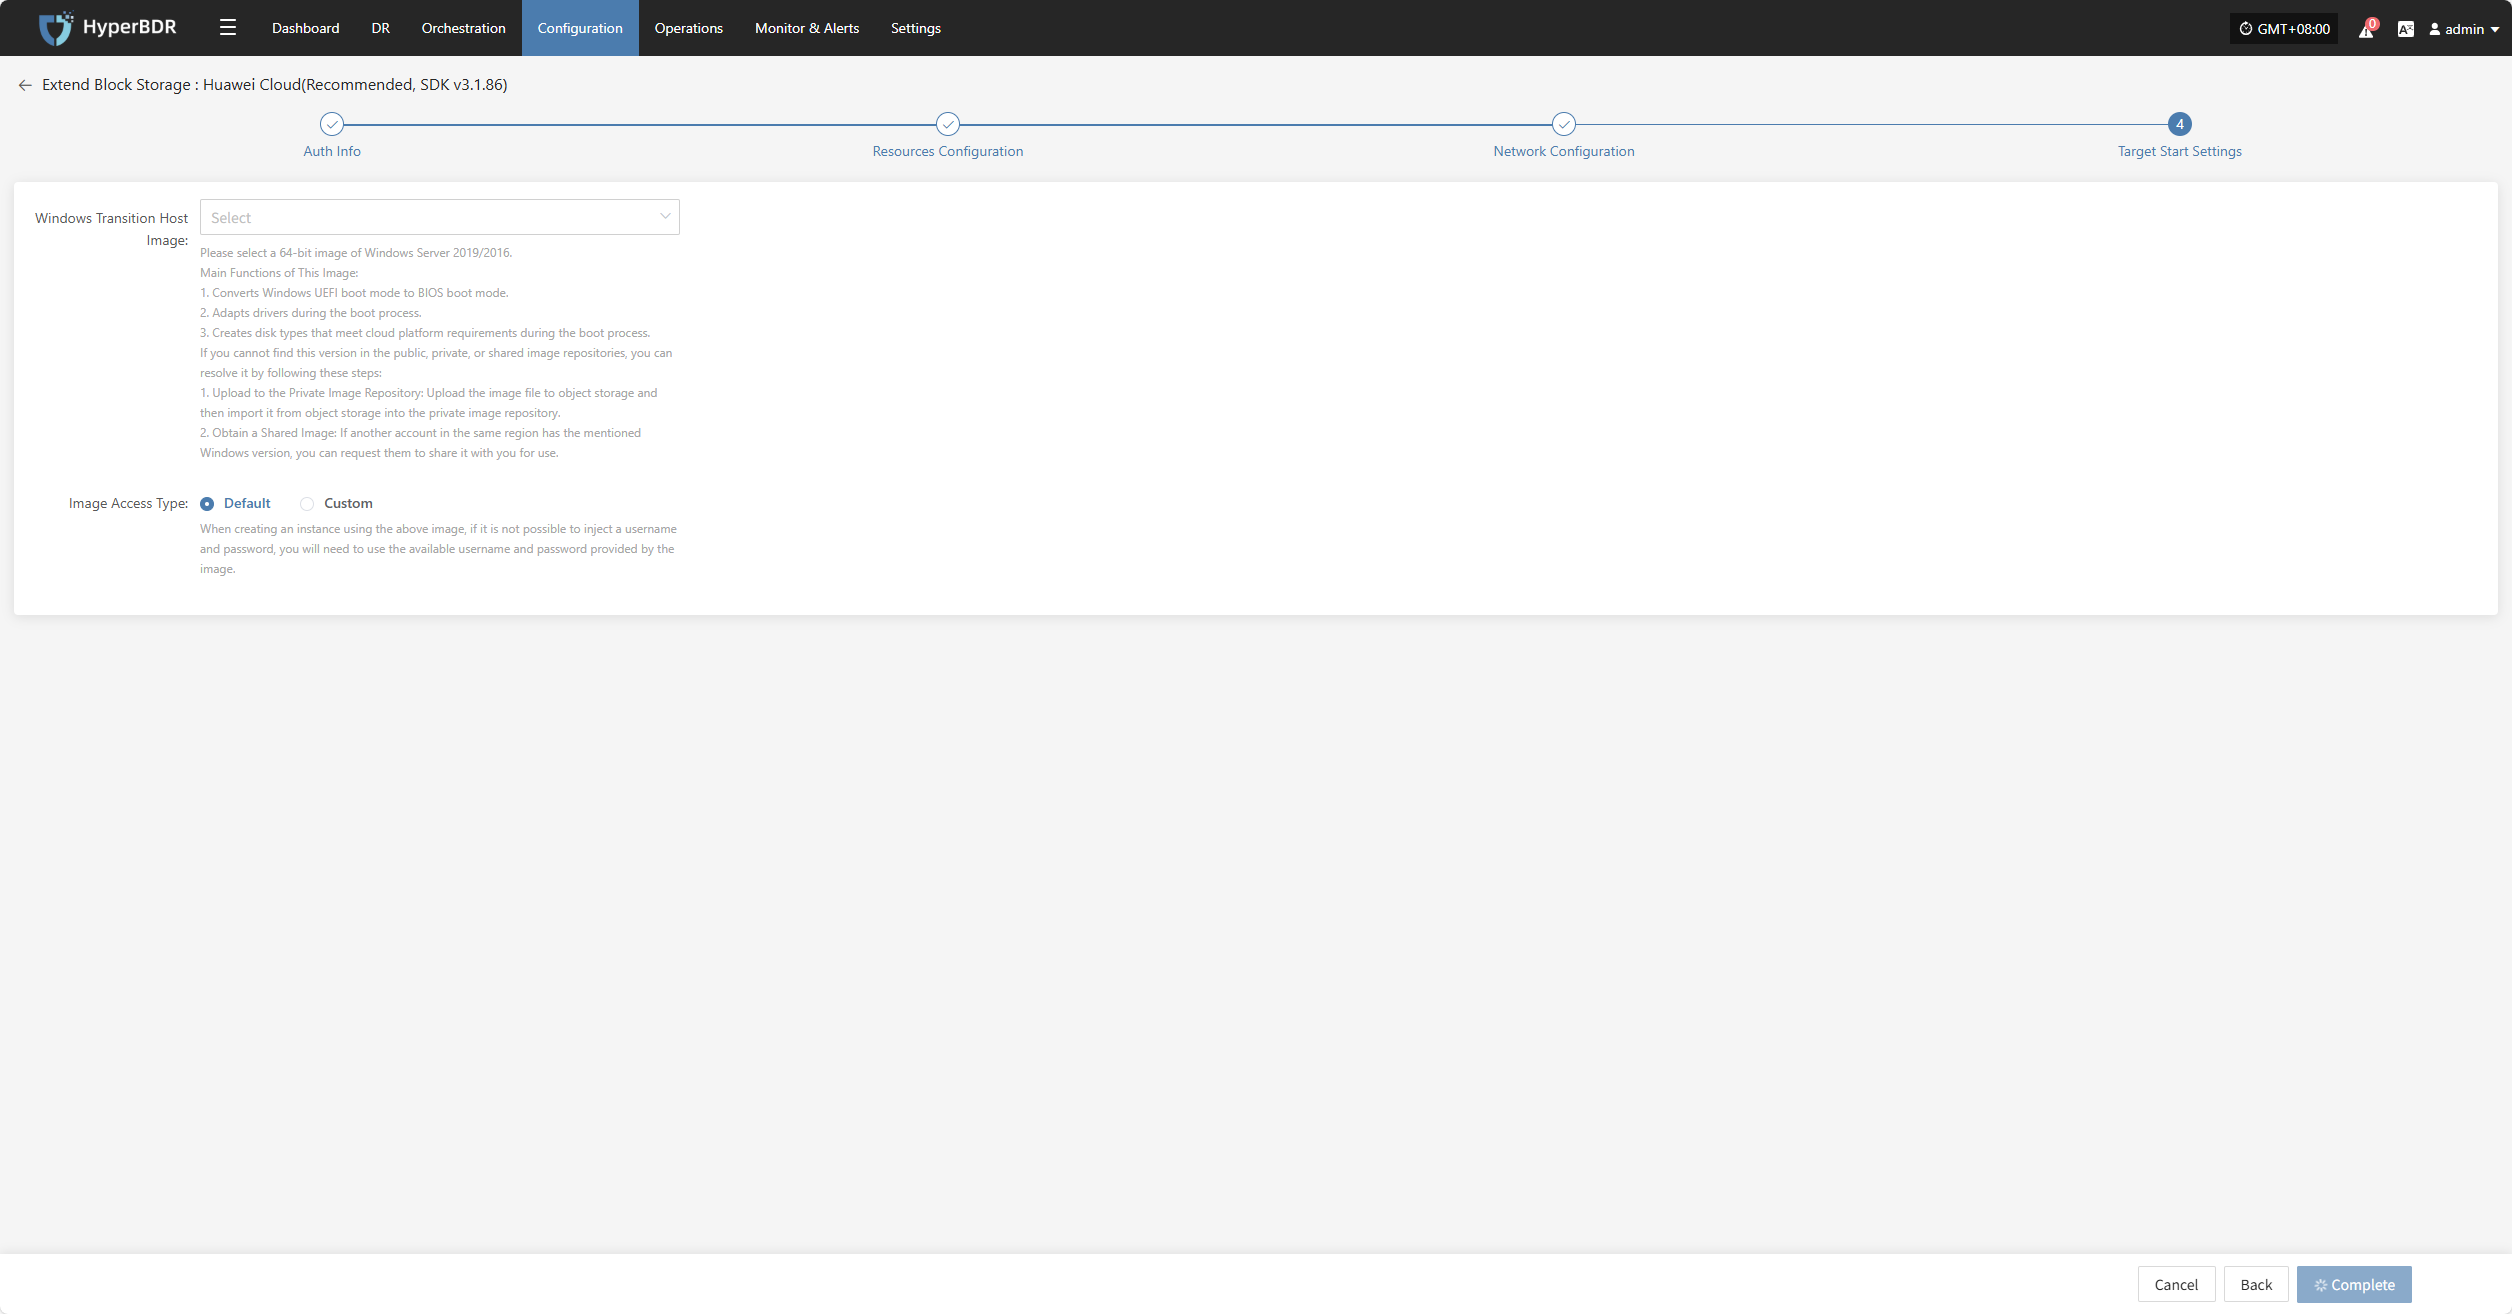 HyperBDR
Dashboard DR Orchestration Configuration Operations Monitor & Alerts Settings
GMT+08:00 0 admin
Extend Block Storage : Huawei Cloud(Recommended, SDK v3.1.86)
4
Auth Info Resources Configuration Network Configuration Target Start Settings
Windows Transition Host Image:
Select
Please select a 64-bit image of Windows Server 2019/2016.
Main Functions of This Image:
1. Converts Windows UEFI boot mode to BIOS boot mode.
2. Adapts drivers during the boot process.
3. Creates disk types that meet cloud platform requirements during the boot process.
If you cannot find this version in the public, private, or shared image repositories, you can
resolve it by following these steps:
1. Upload to the Private Image Repository: Upload the image file to object storage and
then import it from object storage into the private image repository.
2. Obtain a Shared Image: If another account in the same region has the mentioned
Windows version, you can request them to share it with you for use.
Image Access Type: Default Custom
When creating an instance using the above image, if it is not possible to inject a username
and password, you will need to use the available username and password provided by the
image.
Cancel Back Complete